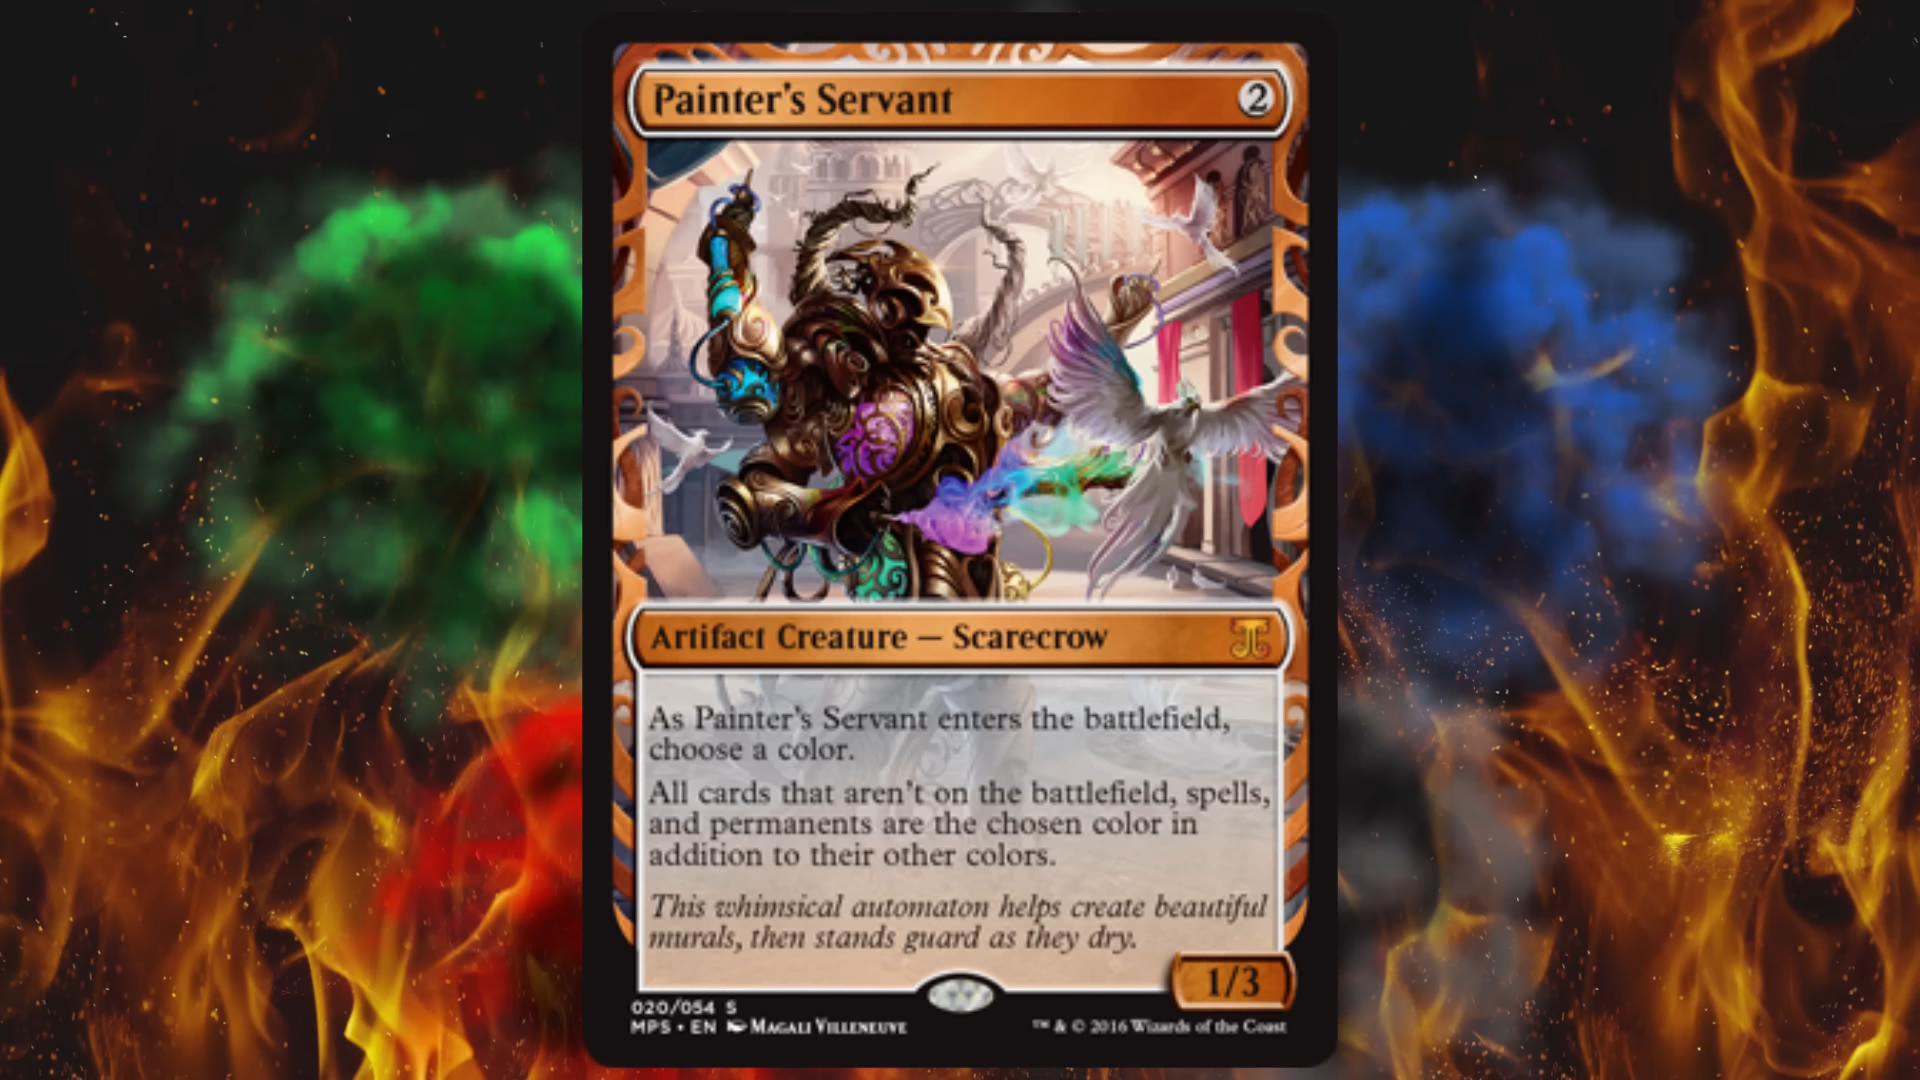 Painter's Servant 2
Artifact Creature — Scarecrow
As Painter's Servant enters the battlefield,
choose a color.
All cards that aren't on the battlefield, spells,
and permanents are the chosen color in
addition to their other colors.
This whimsical automaton helps create beautiful
murals, then stands guard as they dry.
1/3
020/054 S
MPS • EN Magali Villeneuve
™ & © 2016 Wizards of the Coast